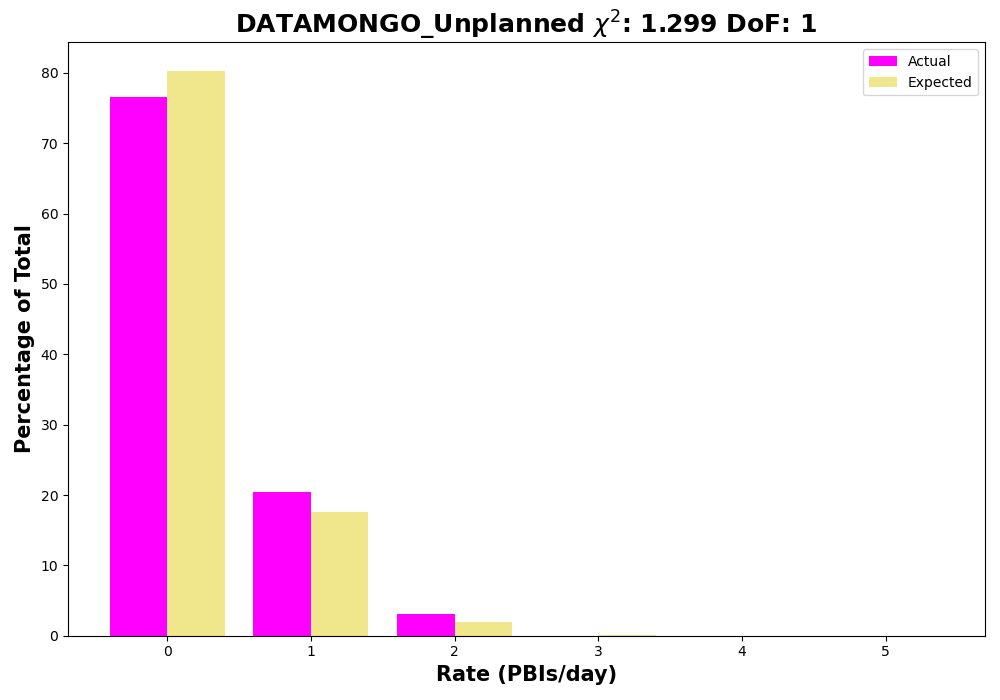 DATAMONGO_Unplanned χ²: 1.299 DoF: 1
Actual
Expected
Percentage of Total
80
70
60
50
40
30
20
10
0
0 1 2 3 4 5
Rate (PBIs/day)